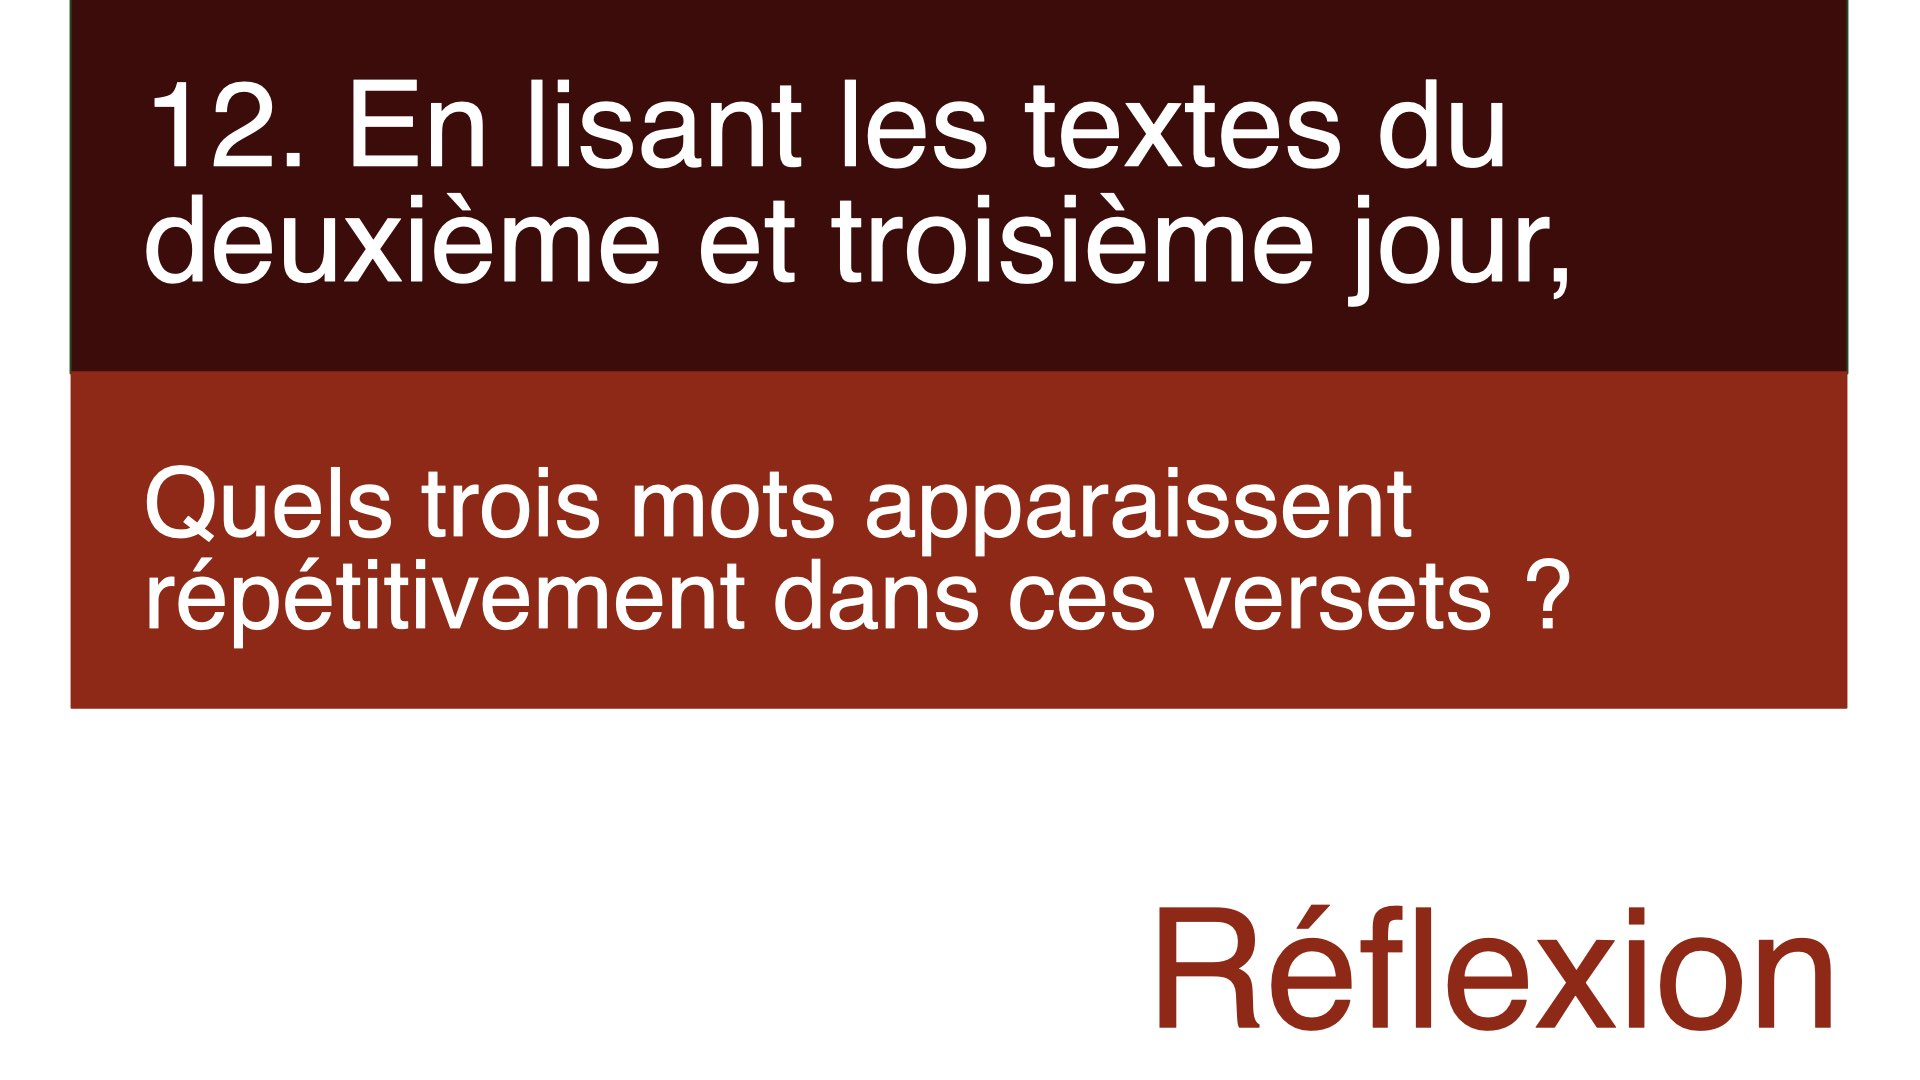 12. En lisant les textes du
deuxième et troisième jour,
Quels trois mots apparaissent
répétitivement dans ces versets ?
Réflexion